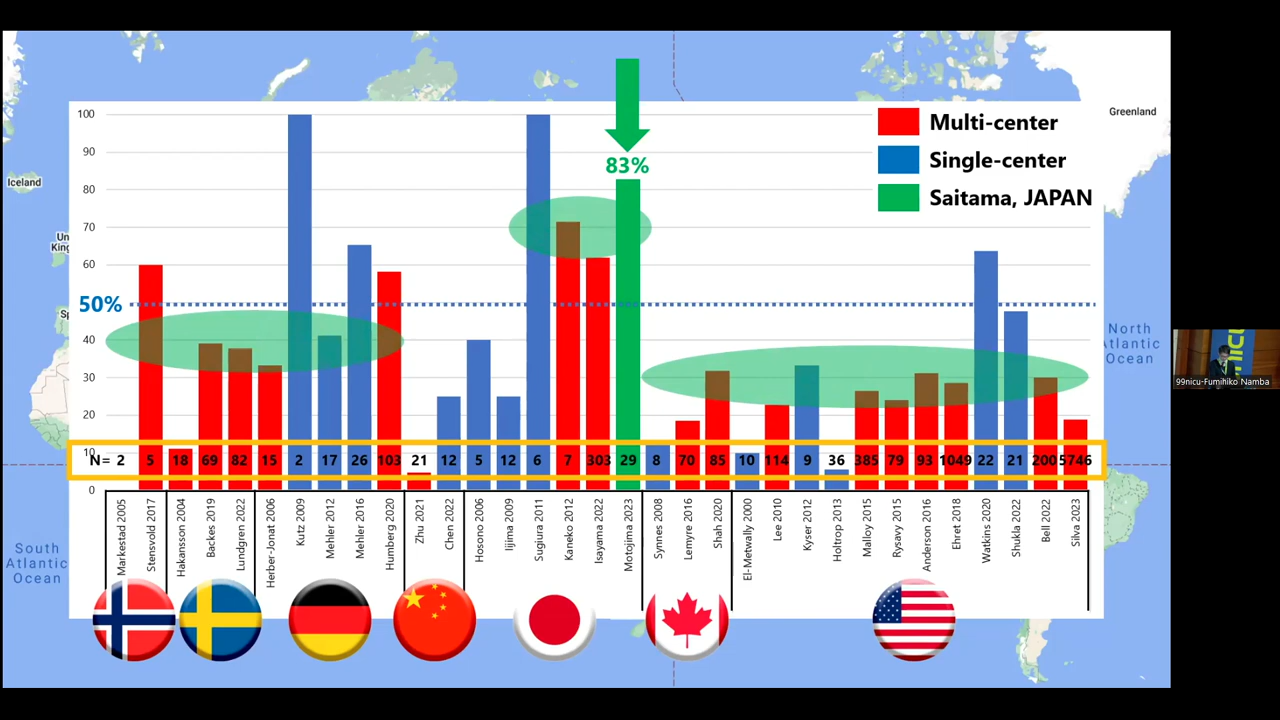 Greenland
Iceland
Un
King
Sp
North
Atlantic
Ocean
South
Atlantic
Ocean
Multi-center
Single-center
Saitama, JAPAN
83%
50%
100
90
80
70
60
40
30
20
10
0
N= 2 5 18 69 82 15 2 17 26 103 21 12 5 12 6 7 303 29 8 70 85 10 114 9 36 385 79 93 1049 22 21 200 5746
Markestad 2005
Stensvold 2017
Hakansson 2004
Backes 2019
Lundgren 2022
Herber-Jonat 2006
Kutz 2009
Mehler 2012
Mehler 2016
Humberg 2020
Zhu 2021
Chen 2022
Hosono 2006
Iijima 2009
Sugiura 2011
Kaneko 2012
Isayama 2022
Motojima 2023
Synnes 2008
Lemyre 2016
Shah 2020
El-Metwally 2000
Lee 2010
Kyser 2012
Holtrop 2013
Malloy 2015
Rysavy 2015
Anderson 2016
Ehret 2018
Watkins 2020
Shukla 2022
Bell 2022
Silva 2023
99nicu-Fumihiko Namba